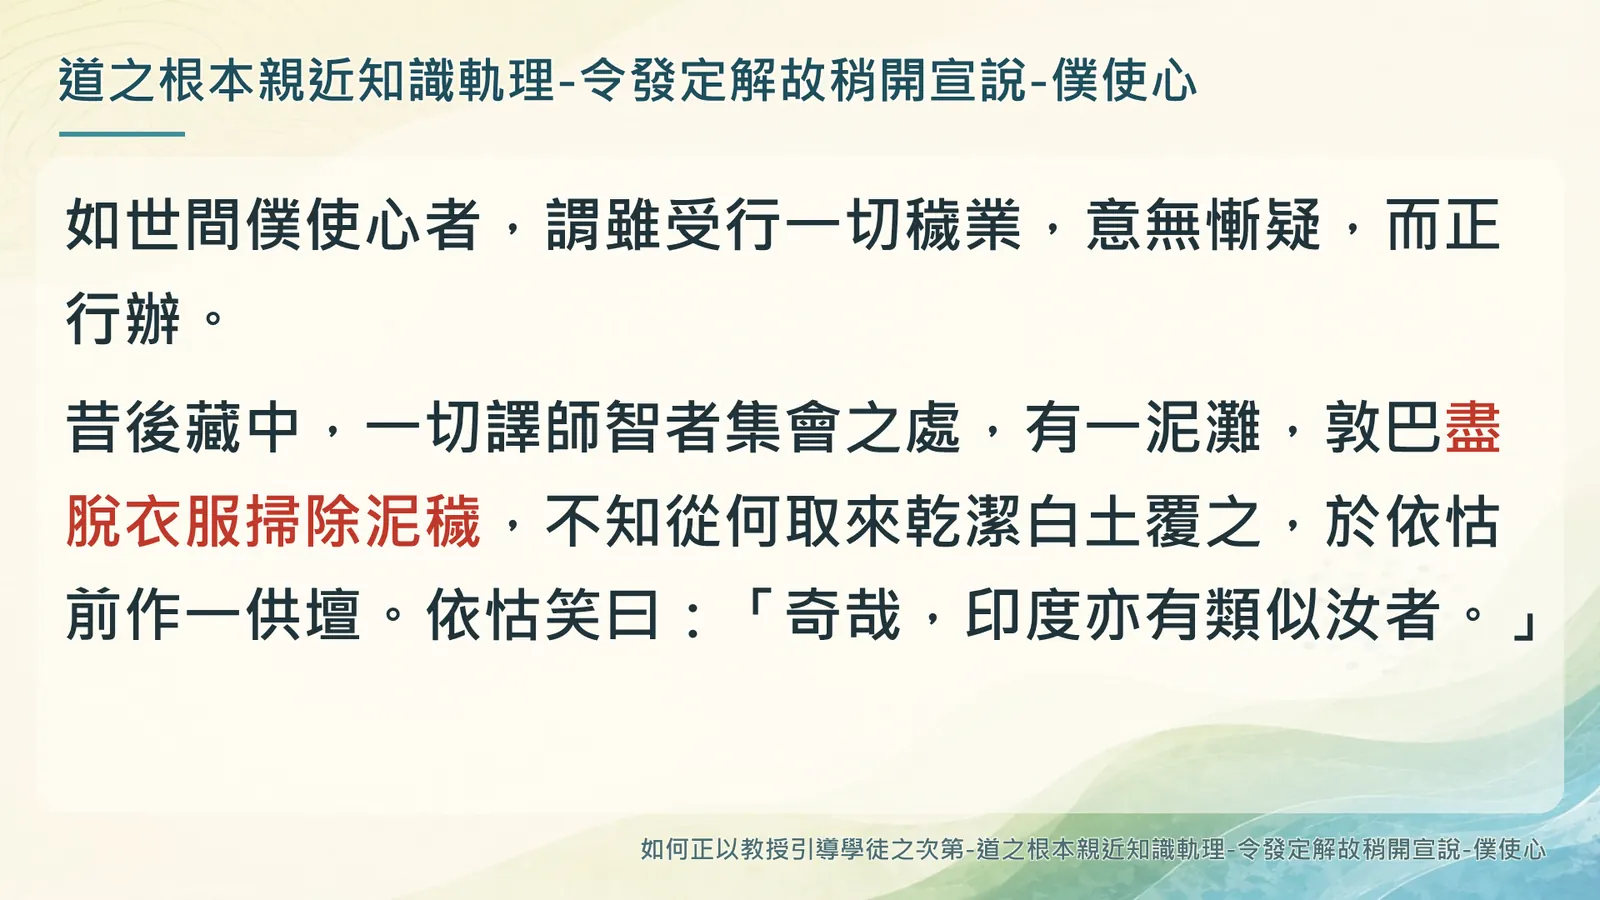 道之根本親近知識軌理-令發定解故稍開宣說-僕使心
如世間僕使心者，謂雖受行一切穢業，意無慚疑，而正
行辦。
昔後藏中，一切譯師智者集會之處，有一泥灘，敦巴盡
脫衣服掃除泥穢，不知從何取來乾潔白土覆之，於依怙
前作一供壇。依怙笑曰：「奇哉，印度亦有類似汝者。」
如何正以教授引導學徒之次第-道之根本親近知識軌理-令發定解故稍開宣說-僕使心